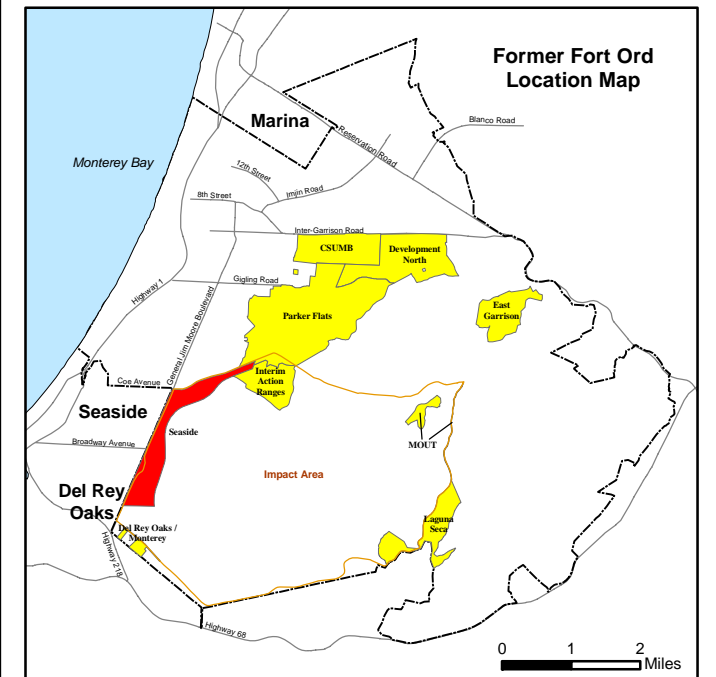 Former Fort Ord
Location Map
Marina
Blanco Road
Reservation Road
Monterey Bay
12th Street
Imjin Road
8th Street
Inter-Garrison Road
CSUMB
Development
North
Gigling Road
Highway 1
East
Garrison
Parker Flats
General Jim Moore Boulevard
Interim
Action
Ranges
Coe Avenue
Seaside
Seaside
Broadway Avenue
MOUT
Impact Area
Del Rey
Oaks
Del Rey Oaks /
Monterey
Laguna
Seca
Highway 218
Highway 68
0 1 2
Miles